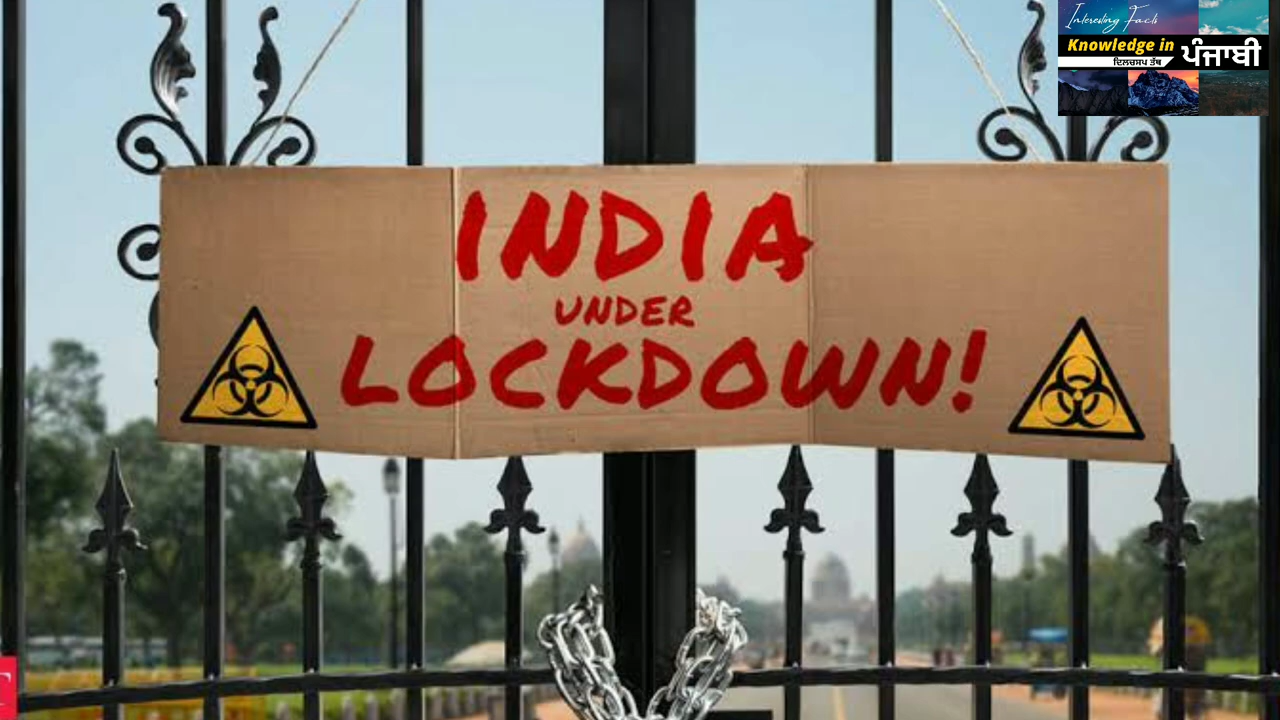 Interesting Facts
Knowledge in
ਦਿਲਚਸਪ ਤੱਥ
ਪੰਜਾਬੀ
INDIA
UNDER
LOCKDOWN!